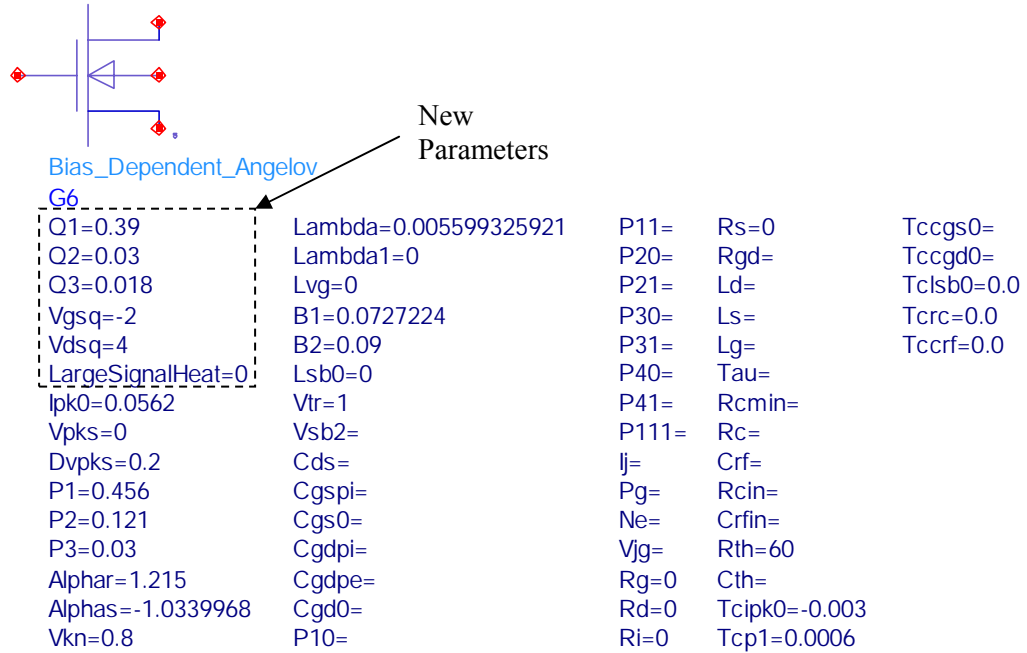 New
Parameters
Bias_Dependent_Angelov
G6
Q1=0.39
Q2=0.03
Q3=0.018
Vgsq=-2
Vdsq=4
LargeSignalHeat=0
Ipk0=0.0562
Vpks=0
Dvpks=0.2
P1=0.456
P2=0.121
P3=0.03
Alphar=1.215
Alphas=-1.0339968
Vkn=0.8
Lambda=0.005599325921
Lambda1=0
Lvg=0
B1=0.0727224
B2=0.09
Lsb0=0
Vtr=1
Vsb2=
Cds=
Cgspi=
Cgs0=
Cgdpi=
Cgdpe=
Cgd0=
P10=
P11=
P20=
P21=
P30=
P31=
P40=
P41=
P111=
Ij=
Pg=
Ne=
Vjg=
Rg=0
Rd=0
Ri=0
Rs=0
Rgd=
Ld=
Ls=
Lg=
Tau=
Rcmin=
Rc=
Crf=
Rcin=
Crfin=
Rth=60
Cth=
Tcipk0=-0.003
Tcp1=0.0006
Tccgs0=
Tccgd0=
Tclsb0=0.0
Tcrc=0.0
Tccrf=0.0